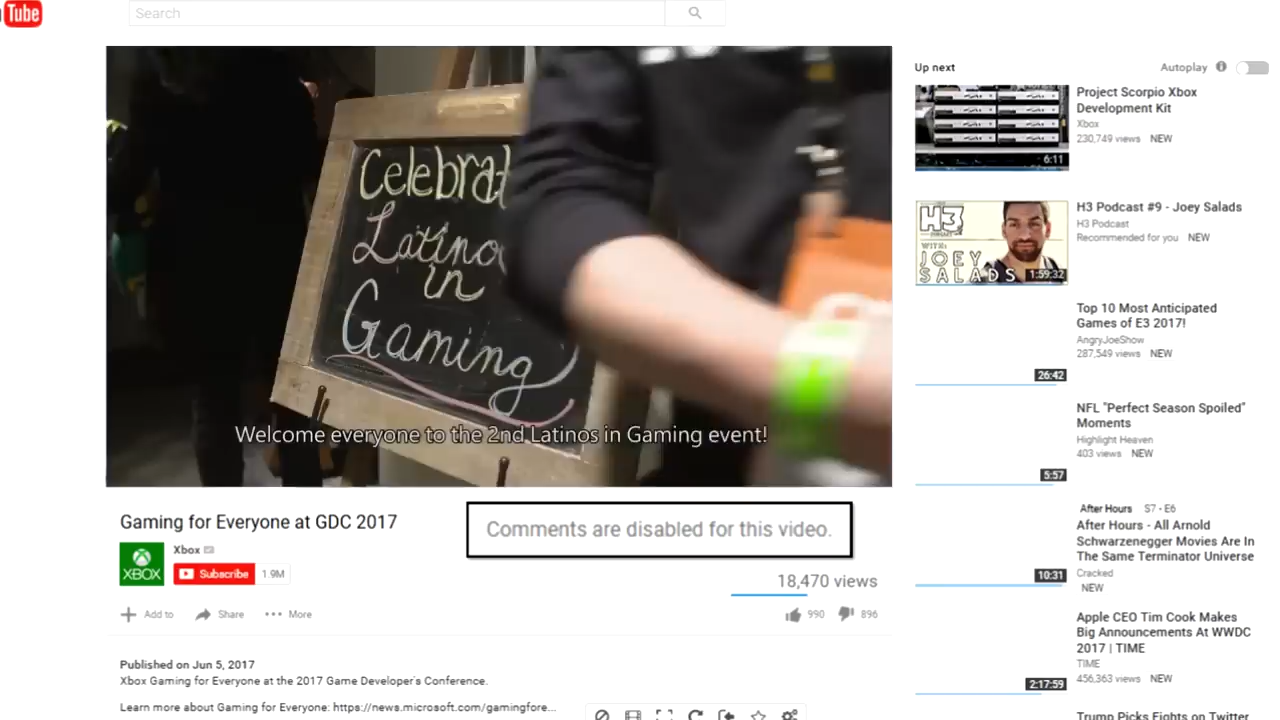 Tube
Search
Celebrat
Latino
in
Gaming
Welcome everyone to the 2nd Latinos in Gaming event!
Gaming for Everyone at GDC 2017
Comments are disabled for this video.
XBOX
Xbox
Subscribe 1.9M
18,470 views
Add to Share More
990 896
Published on Jun 5, 2017
Xbox Gaming for Everyone at the 2017 Game Developer's Conference.
Learn more about Gaming for Everyone: https://news.microsoft.com/gamingfore...
Up next Autoplay
6:11
Project Scorpio Xbox
Development Kit
Xbox
230,749 views NEW
H3
WITH:
JOEY
SALADS
1:59:32
H3 Podcast #9 - Joey Salads
H3 Podcast
Recommended for you NEW
Top 10 Most Anticipated
Games of E3 2017!
AngryJoeShow
287,549 views NEW
26:42
NFL "Perfect Season Spoiled"
Moments
Highlight Heaven
403 views NEW
5:57
After Hours S7 • E6
After Hours - All Arnold
Schwarzenegger Movies Are In
The Same Terminator Universe
Cracked
NEW
10:31
Apple CEO Tim Cook Makes
Big Announcements At WWDC
2017 | TIME
TIME
456,363 views NEW
2:17:59
Trump Picks Fights on Twitter